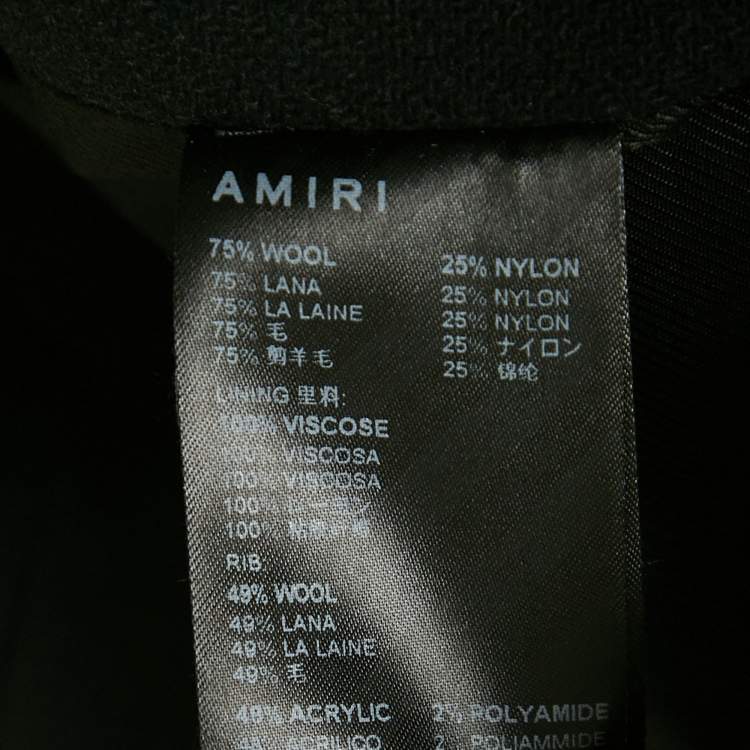 AMIRI
75% WOOL 25% NYLON
75% LANA 25% NYLON
75% LA LAINE 25% NYLON
75% 毛 25% ナイロン
75% 剪羊毛 25% 锦纶
LINING 里料:
100% VISCOSE
100% VISCOSA
100% VISCOSA
100%
100%
RIB
49% WOOL
49% LANA
49% LA LAINE
49% 毛
49% ACRYLIC 2% POLYAMIDE
ACRILICO 2% POLIAMMIDE